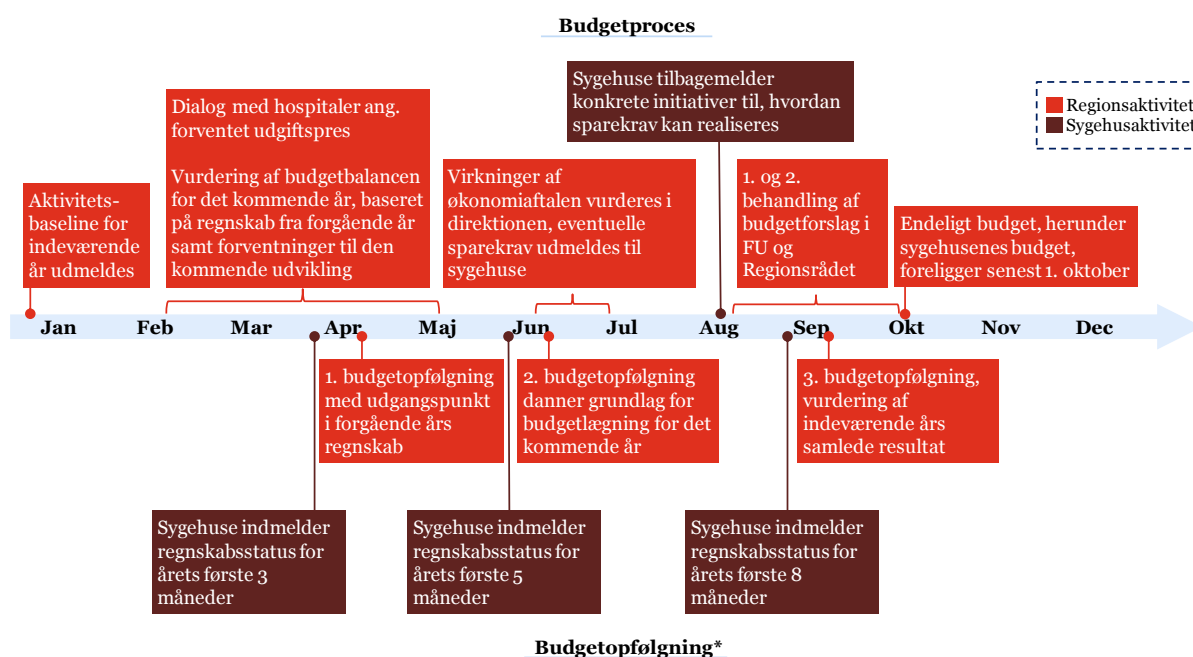 Budgetproces
Sygehuse tilbagemelder
konkrete initiativer til, hvordan
sparekrav kan realiseres
Regionsaktivitet
Sygehusaktivitet
Dialog med hospitaler ang.
forventet udgiftspres
Vurdering af budgetbalancen
for det kommende år, baseret
på regnskab fra forgående år
samt forventninger til den
kommende udvikling
Aktivitets-
baseline for
indeværende
år udmeldes
Virkninger af
økonomiaftalen vurderes i
direktionen, eventuelle
sparekrav udmeldes til
sygehuse
1. og 2.
behandling af
budgetforslag i
FU og
Regionsrådet
Endeligt budget, herunder
sygehusenes budget,
foreligger senest 1. oktober
Jan Feb Mar Apr Maj Jun Jul Aug Sep Okt Nov Dec
1. budgetopfølgning
med udgangspunkt
i forgående års
regnskab
2. budgetopfølgning
danner grundlag for
budgetlægning for det
kommende år
3. budgetopfølgning,
vurdering af
indeværende års
samlede resultat
Sygehuse indmelder
regnskabsstatus for
årets første 3
måneder
Sygehuse indmelder
regnskabsstatus for
årets første 5
måneder
Sygehuse indmelder
regnskabsstatus for
årets første 8
måneder
Budgetopfølgning*